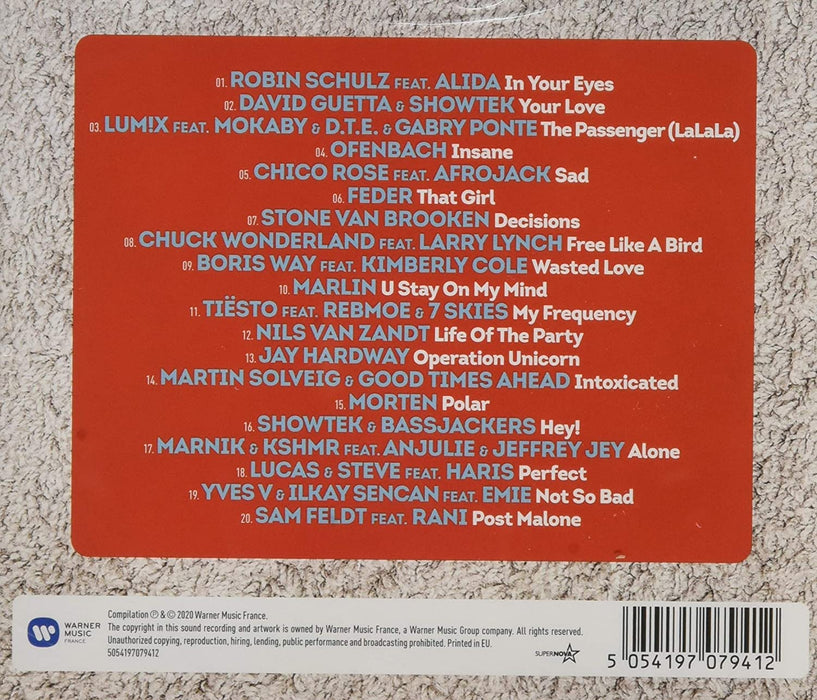 01. ROBIN SCHULZ FEAT. ALIDA In Your Eyes
02. DAVID GUETTA & SHOWTEK Your Love
03. LUM!X FEAT. MOKABY & D.T.E. & GABRY PONTE The Passenger (LaLaLa)
04. OFENBACH Insane
05. CHICO ROSE FEAT. AFROJACK Sad
06. FEDER That Girl
07. STONE VAN BROOKEN Decisions
08. CHUCK WONDERLAND FEAT. LARRY LYNCH Free Like A Bird
09. BORIS WAY FEAT. KIMBERLY COLE Wasted Love
10. MARLIN U Stay On My Mind
11. TIËSTO FEAT. REBMOE & 7 SKIES My Frequency
12. NILS VAN ZANDT Life Of The Party
13. JAY HARDWAY Operation Unicorn
14. MARTIN SOLVEIG & GOOD TIMES AHEAD Intoxicated
15. MORTEN Polar
16. SHOWTEK & BASSJACKERS Hey!
17. MARNIK & KSHMR FEAT. ANJULIE & JEFFREY JEY Alone
18. LUCAS & STEVE FEAT. HARIS Perfect
19. YVES V & ILKAY SENCAN FEAT. EMIE Not So Bad
20. SAM FELDT FEAT. RANI Post Malone
WARNER
MUSIC
FRANCE
Compilation ℗ & © 2020 Warner Music France.
The copyright in this sound recording and artwork is owned by Warner Music France, a Warner Music Group company. All rights reserved.
Unauthorized copying, reproduction, hiring, lending, public performance and broadcasting prohibited. Printed in EU.
5054197079412
SUPERNOVA
5 054197 079412